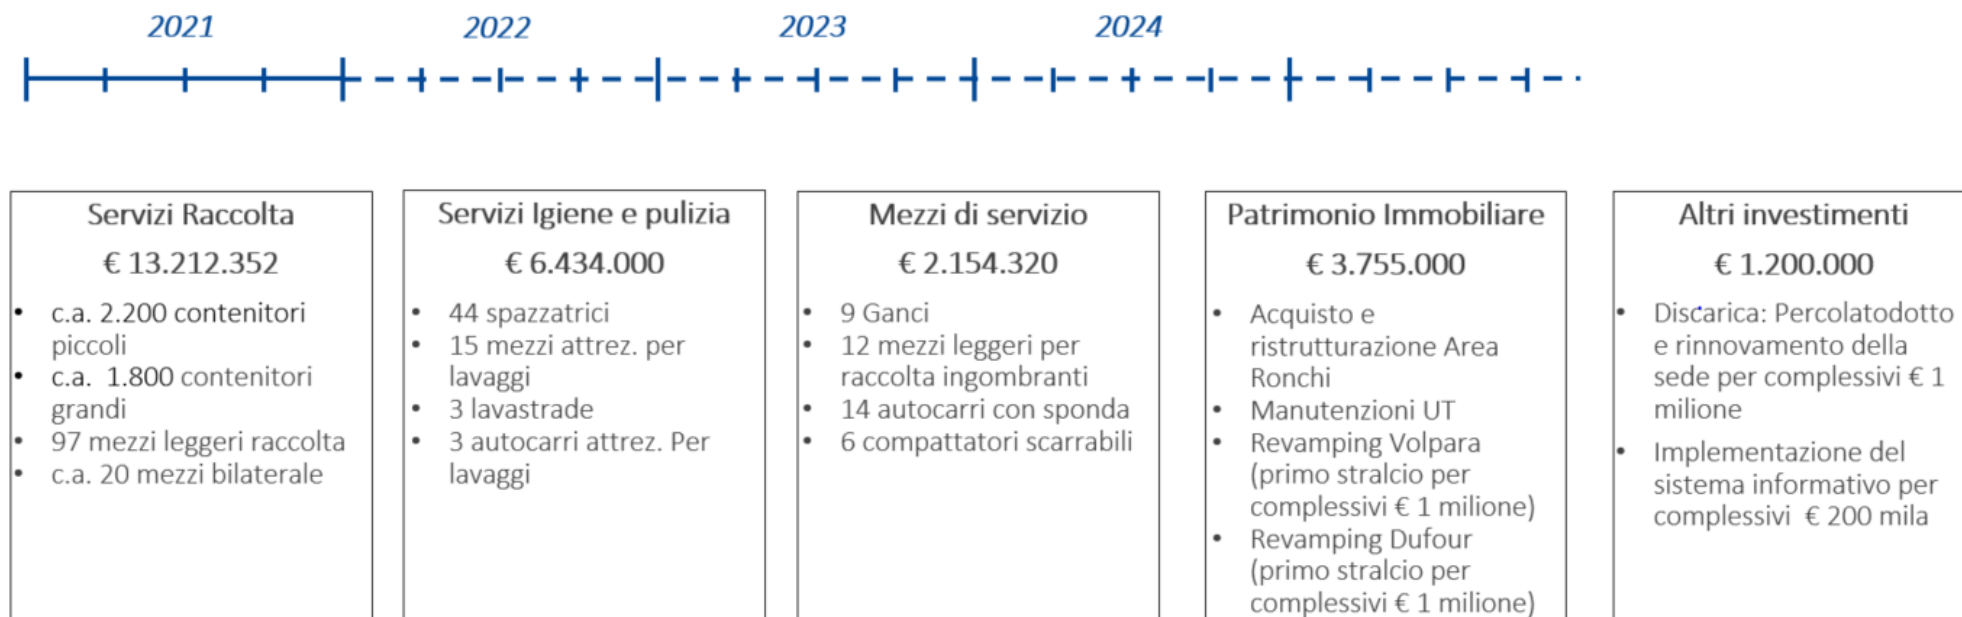 2021
2022
2023
2024
Servizi Raccolta
€ 13.212.352
• c.a. 2.200 contenitori
piccoli
• c.a. 1.800 contenitori
grandi
• 97 mezzi leggeri raccolta
• c.a. 20 mezzi bilaterale
Servizi Igiene e pulizia
€ 6.434.000
• 44 spazzatrici
• 15 mezzi attrez. per
lavaggi
• 3 lavastrade
• 3 autocarri attrez. Per
lavaggi
Mezzi di servizio
€ 2.154.320
• 9 Ganci
• 12 mezzi leggeri per
raccolta ingombranti
• 14 autocarri con sponda
• 6 compattatori scarrabili
Patrimonio Immobiliare
€ 3.755.000
• Acquisto e
ristrutturazione Area
Ronchi
• Manutenzioni UT
• Revamping Volpara
(primo stralcio per
complessivi € 1 milione)
• Revamping Dufour
(primo stralcio per
complessivi € 1 milione)
Altri investimenti
€ 1.200.000
• Discarica: Percolatodotto
e rinnovamento della
sede per complessivi € 1
milione
• Implementazione del
sistema informativo per
complessivi € 200 mila